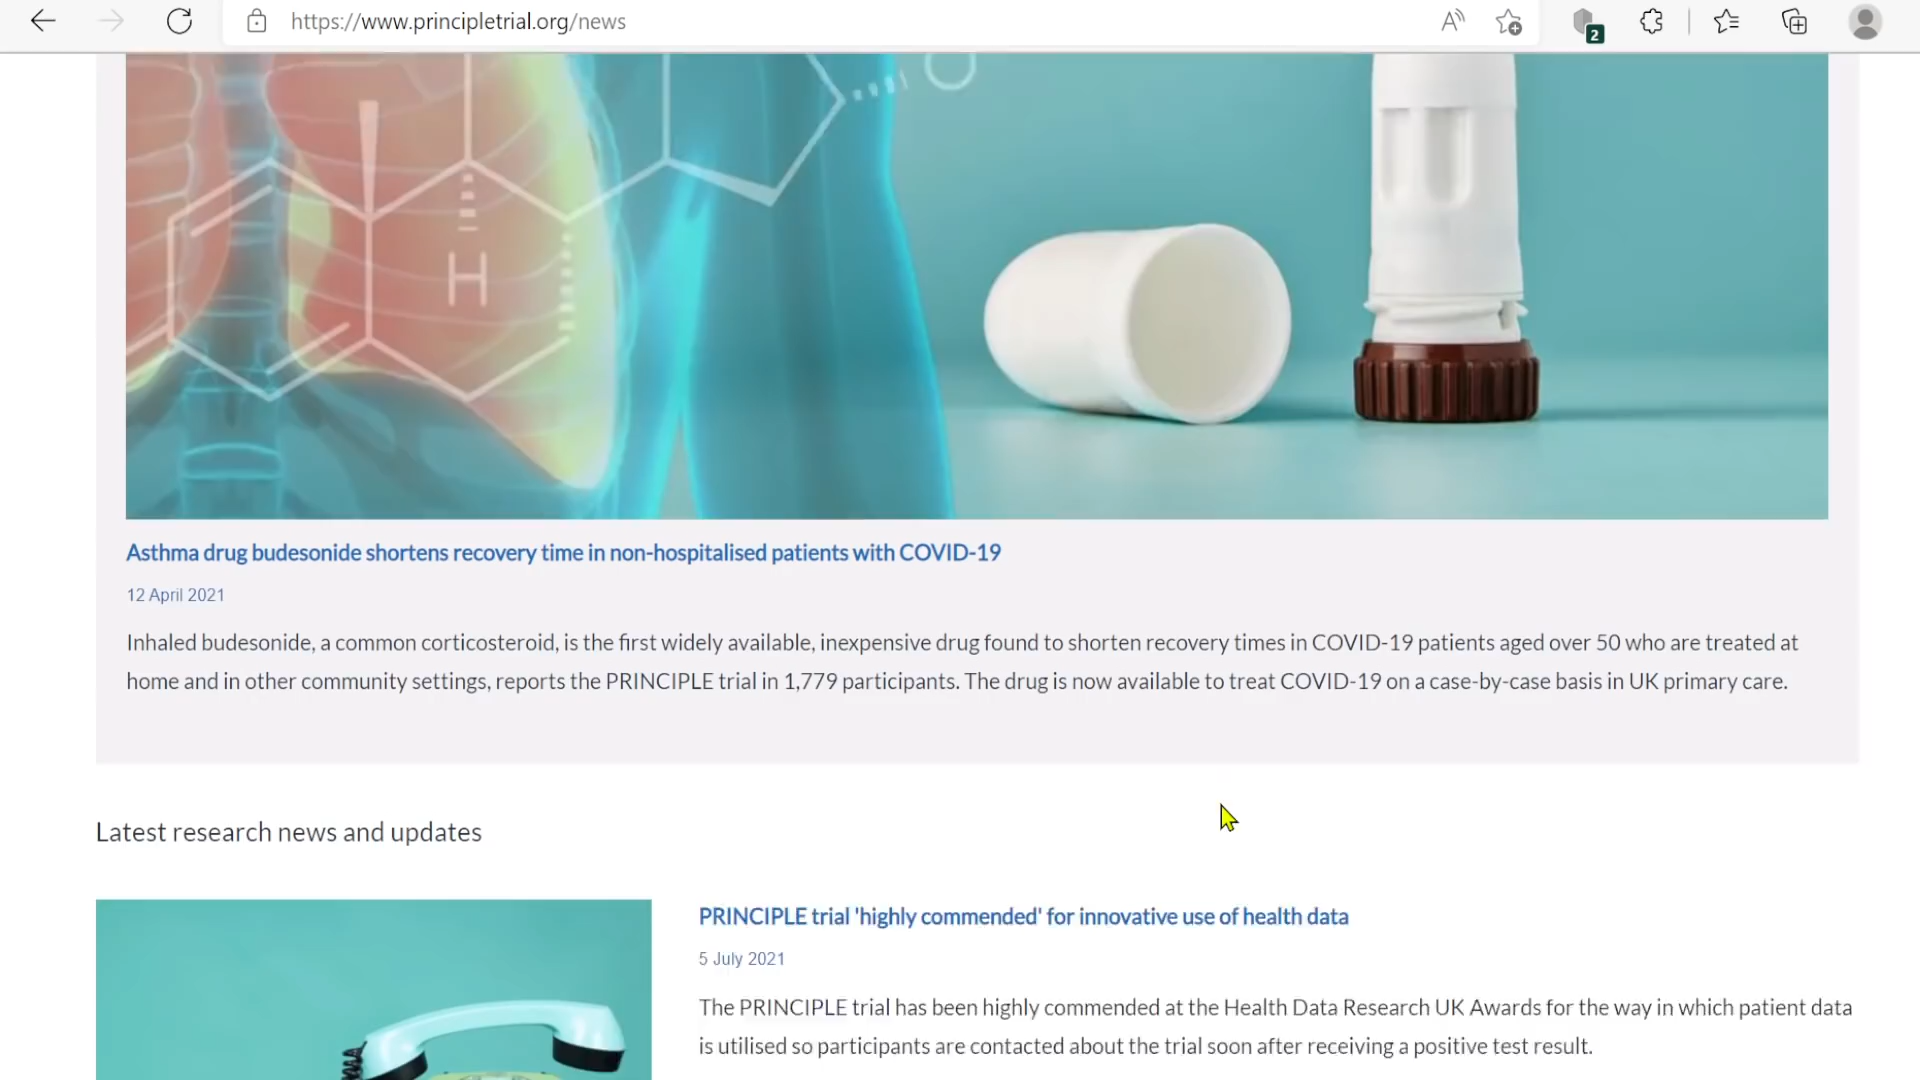 https://www.principletrial.org/news
2
O
H
Asthma drug budesonide shortens recovery time in non-hospitalised patients with COVID-19
12 April 2021
Inhaled budesonide, a common corticosteroid, is the first widely available, inexpensive drug found to shorten recovery times in COVID-19 patients aged over 50 who are treated at
home and in other community settings, reports the PRINCIPLE trial in 1,779 participants. The drug is now available to treat COVID-19 on a case-by-case basis in UK primary care.
Latest research news and updates
PRINCIPLE trial 'highly commended' for innovative use of health data
5 July 2021
The PRINCIPLE trial has been highly commended at the Health Data Research UK Awards for the way in which patient data
is utilised so participants are contacted about the trial soon after receiving a positive test result.